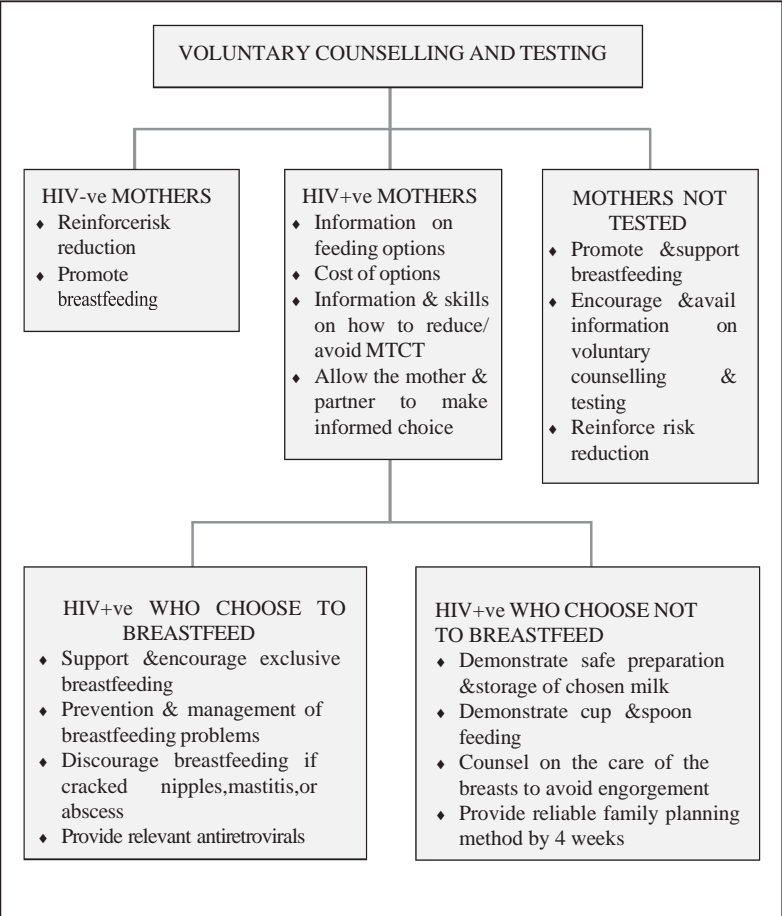 VOLUNTARY COUNSELLING AND TESTING
HIV-ve MOTHERS
♦ Reinforcerisk
reduction
♦ Promote
breastfeeding
HIV+ve MOTHERS
♦ Information on
feeding options
♦ Cost of options
♦ Information & skills
on how to reduce/
avoid MTCT
♦ Allow the mother &
partner to make
informed choice
MOTHERS NOT
TESTED
♦ Promote &support
breastfeeding
♦ Encourage &avail
information on
voluntary
counselling &
testing
♦ Reinforce risk
reduction
HIV+ve WHO CHOOSE TO
BREASTFEED
♦ Support &encourage exclusive
breastfeeding
♦ Prevention & management of
breastfeeding problems
♦ Discourage breastfeeding if
cracked nipples,mastitis,or
abscess
♦ Provide relevant antiretrovirals
HIV+ve WHO CHOOSE NOT
TO BREASTFEED
♦ Demonstrate safe preparation
&storage of chosen milk
♦ Demonstrate cup &spoon
feeding
♦ Counsel on the care of the
breasts to avoid engorgement
♦ Provide reliable family planning
method by 4 weeks